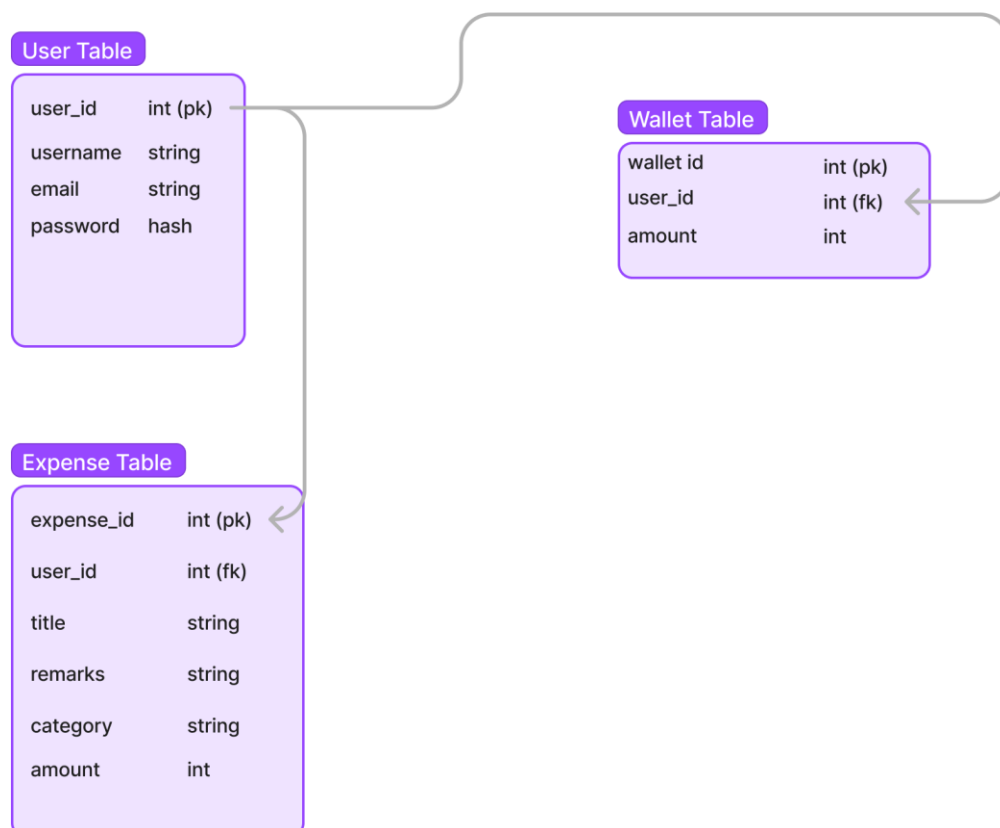 User Table
user_id int (pk)
username string
email string
password hash
Wallet Table
wallet id int (pk)
user_id int (fk)
amount int
Expense Table
expense_id int (pk)
user_id int (fk)
title string
remarks string
category string
amount int